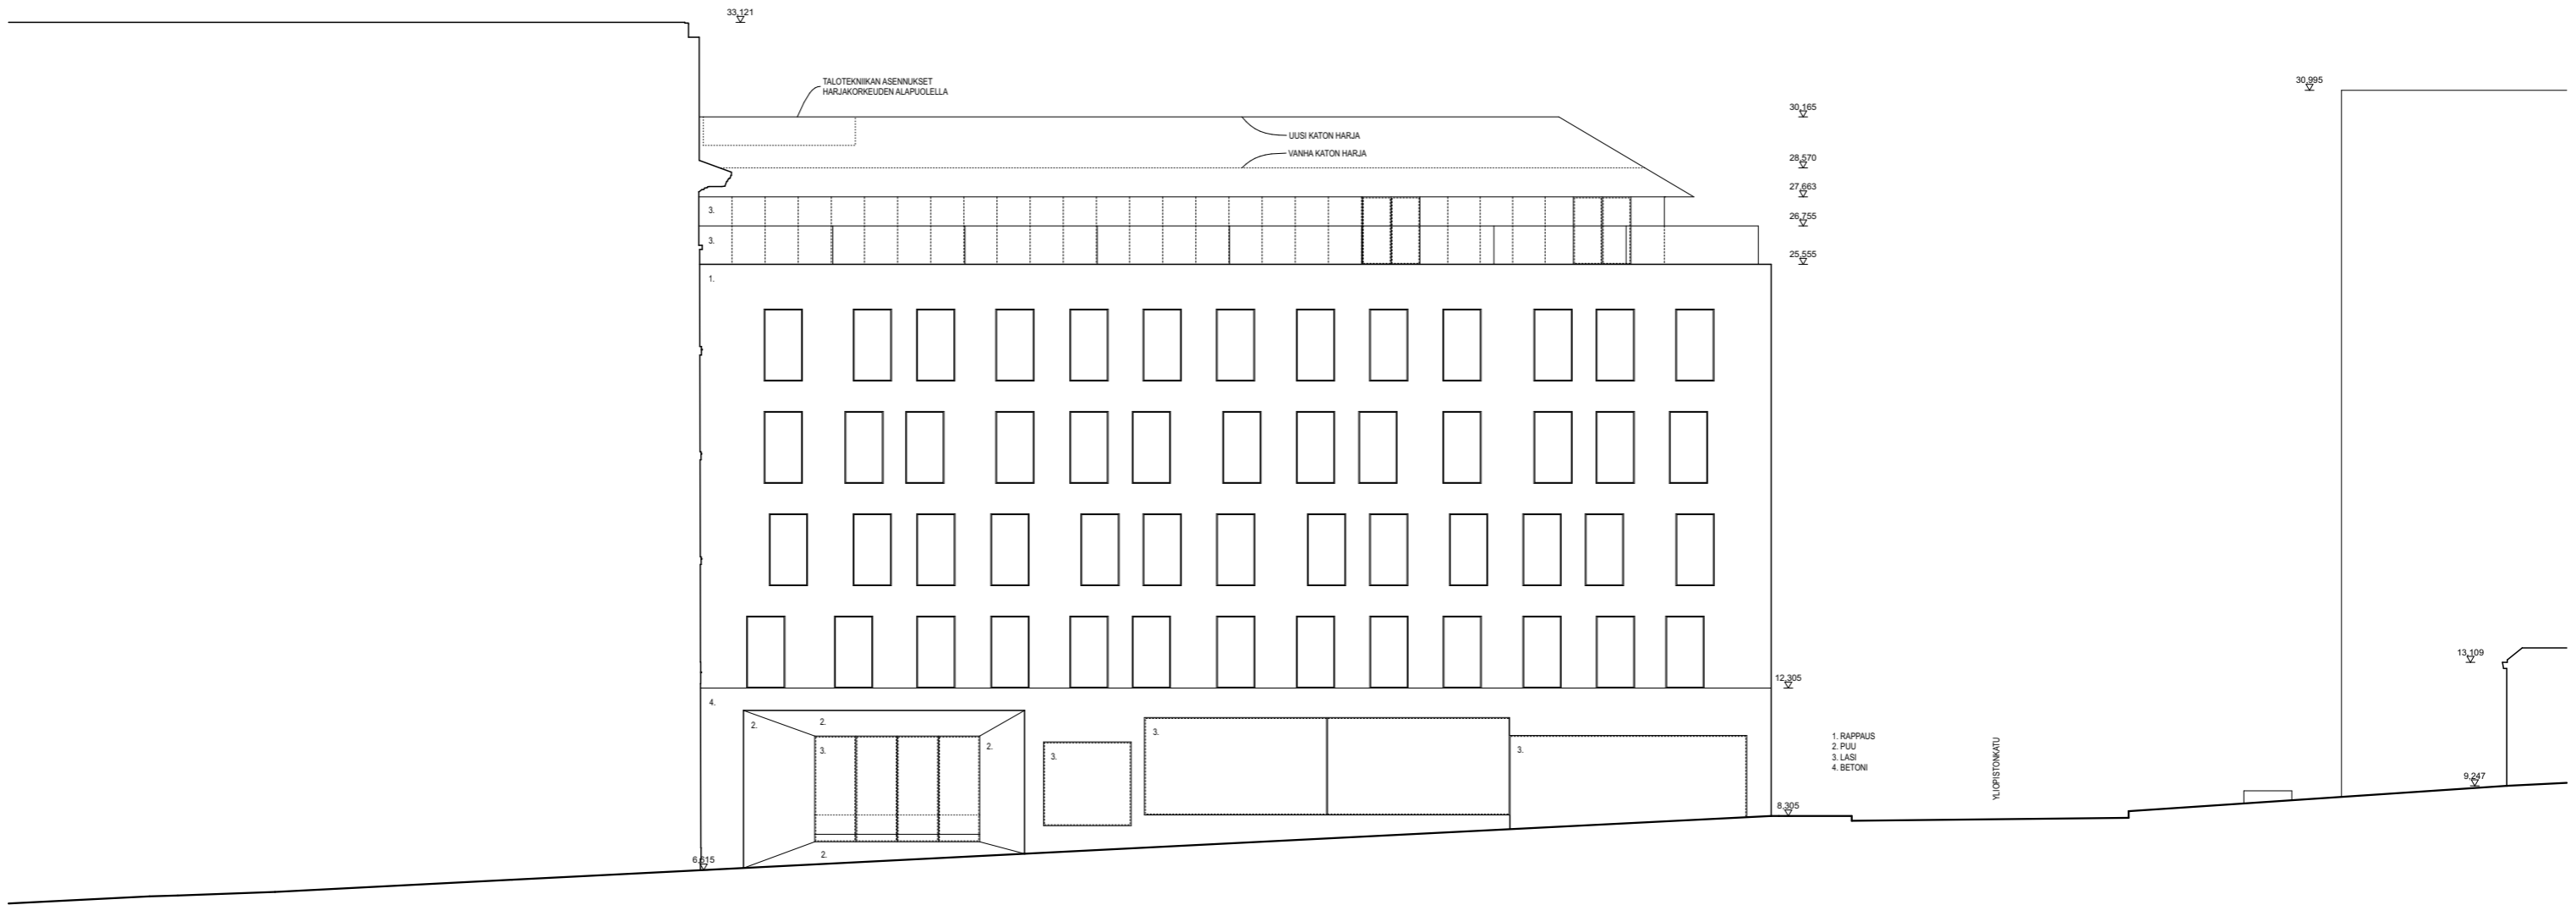 33,121
30,995
TALOTEKNIIKAN ASENNUKSET
HARJAKORKEUDEN ALAPUOLELLA
30,165
UUSI KATON HARJA
VANHA KATON HARJA
28,570
27,663
3.
26,755
3.
25,555
1.
13,109
12,305
4.
2.
2.
2.
3.
3.
3.
3.
2.
1. RAPPAUS
2. PUU
3. LASI
4. BETONI
YLIOPISTONKATU
9,247
8,305
6,615